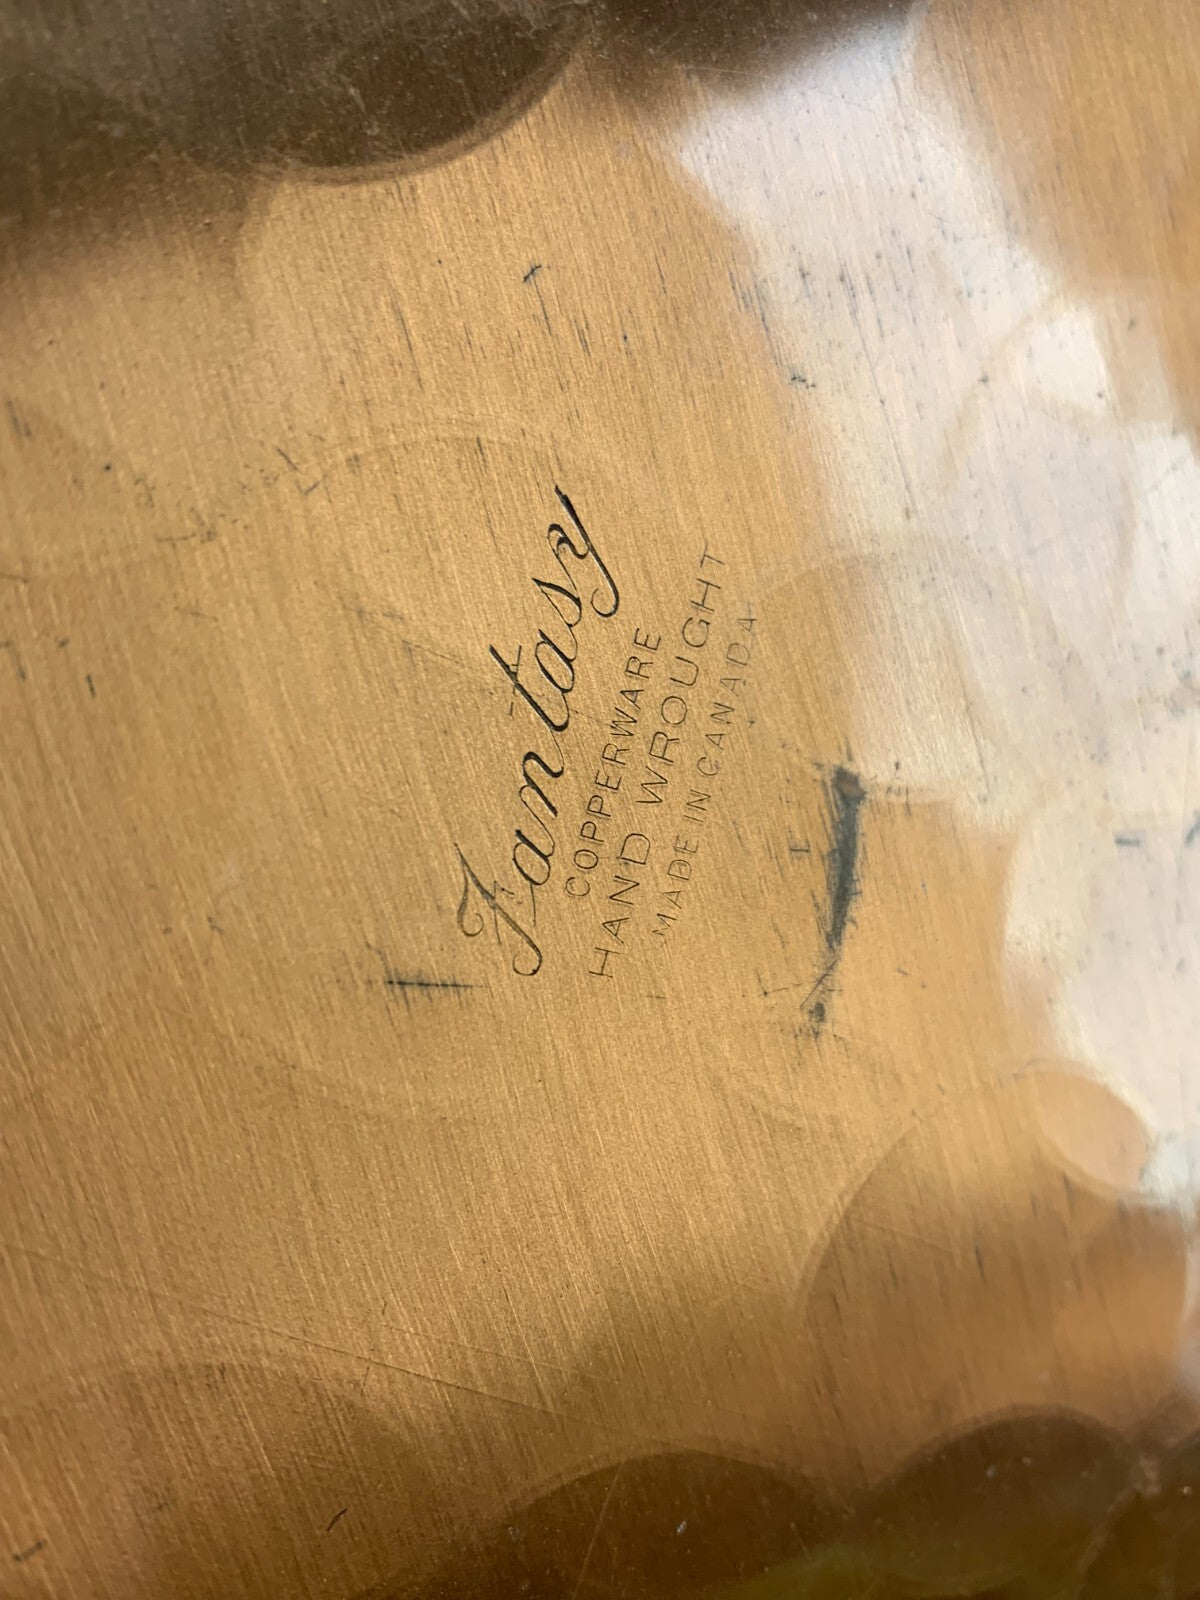 Fantasy
COPPERWARE
HAND WROUGHT
MADE IN CANADA